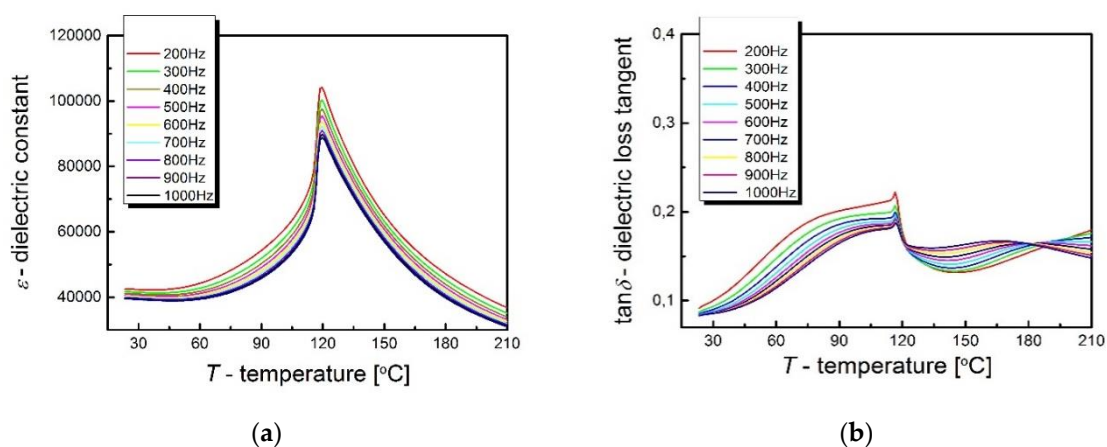 120000
100000
80000
60000
40000
ε - dielectric constant
200Hz
300Hz
400Hz
500Hz
600Hz
700Hz
800Hz
900Hz
1000Hz
30 60 90 120 150 180 210
T - temperature [°C]
(a)
0,4
0,3
0,2
0,1
tanδ - dielectric loss tangent
200Hz
300Hz
400Hz
500Hz
600Hz
700Hz
800Hz
900Hz
1000Hz
30 60 90 120 150 180 210
T - temperature [°C]
(b)